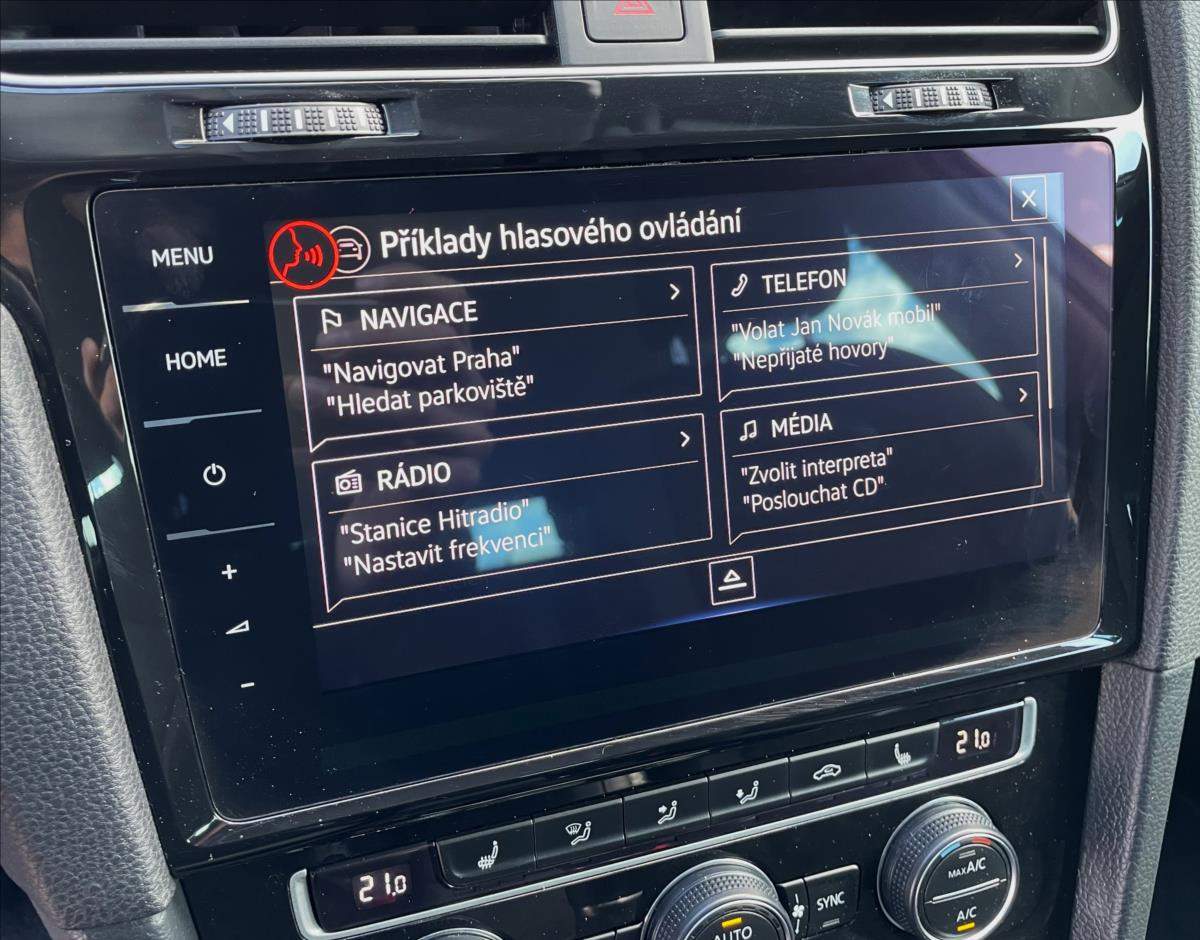 MENU
HOME
Příklady hlasového ovládání
NAVIGACE
"Navigovat Praha"
"Hledat parkoviště"
TELEFON
"Volat Jan Novák mobil"
"Nepřijaté hovory"
RÁDIO
"Stanice Hitradio"
"Nastavit frekvenci"
MÉDIA
"Zvolit interpreta"
"Poslouchat CD"
21.0
21.0
AUTO
SYNC
MAX A/C
A/C